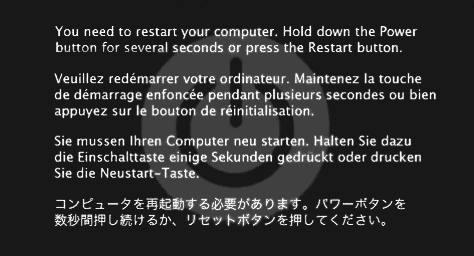 You need to restart your computer. Hold down the Power
button for several seconds or press the Restart button.
Veuillez redémarrer votre ordinateur. Maintenez la touche
de démarrage enfoncée pendant plusieurs secondes ou bien
appuyez sur le bouton de réinitialisation.
Sie mussen Ihren Computer neu starten. Halten Sie dazu
die Einschalttaste einige Sekunden gedrückt oder drucken
Sie die Neustart-Taste.
コンピュータを再起動する必要があります。パワーボタンを
数秒間押し続けるか、リセットボタンを押してください。